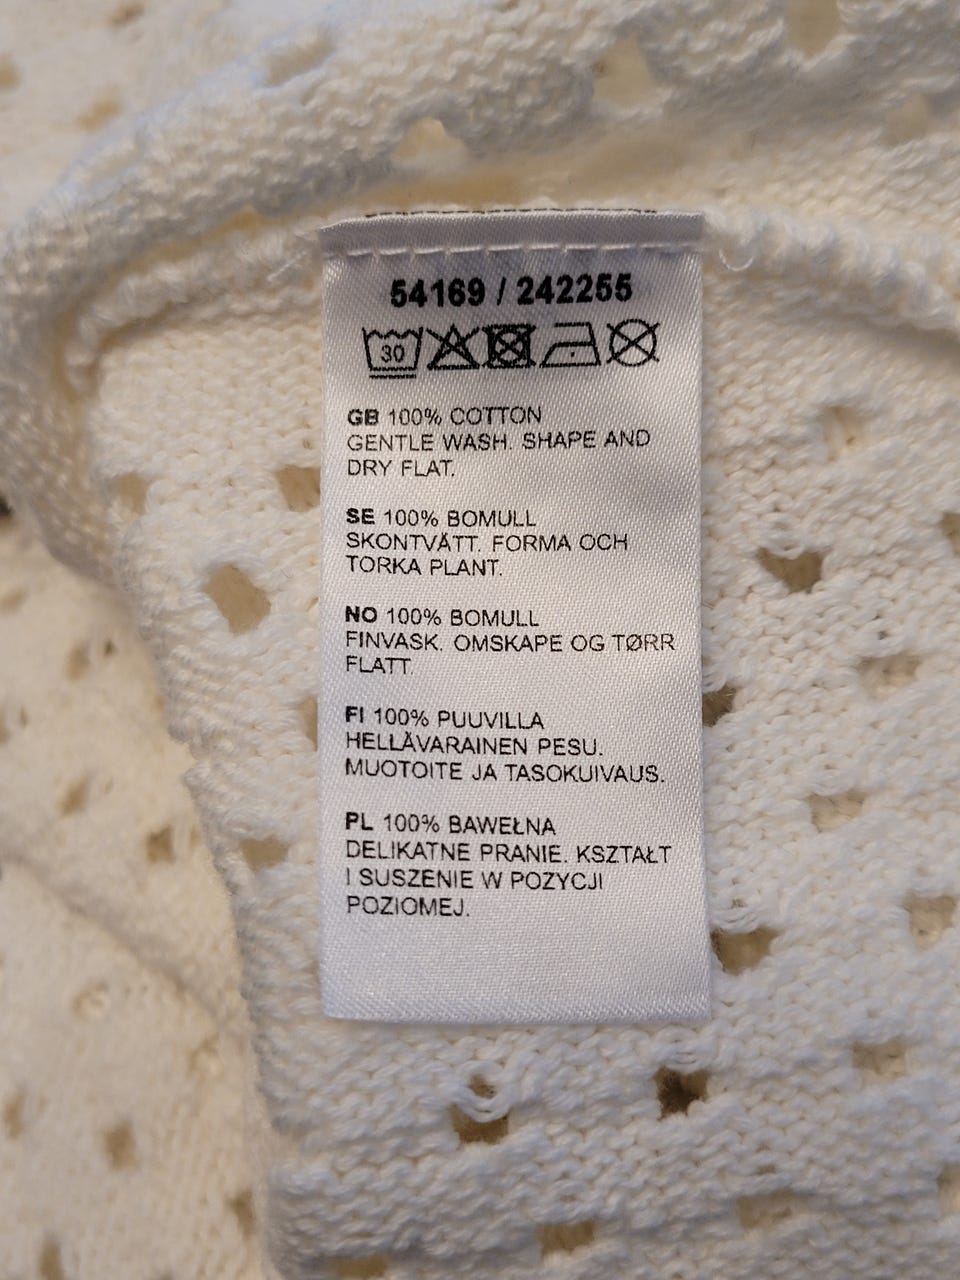 54169 / 242255
30
GB 100% COTTON
GENTLE WASH. SHAPE AND
DRY FLAT.
SE 100% BOMULL
SKONTVÄTT. FORMA OCH
TORKA PLANT.
NO 100% BOMULL
FINVASK. OMSKAPE OG TØRR
FLATT.
FI 100% PUUVILLA
HELLÄVARAINEN PESU.
MUOTOITE JA TASOKUIVAUS.
PL 100% BAWEŁNA
DELIKATNE PRANIE. KSZTAŁT
I SUSZENIE W POZYCJI
POZIOMEJ.